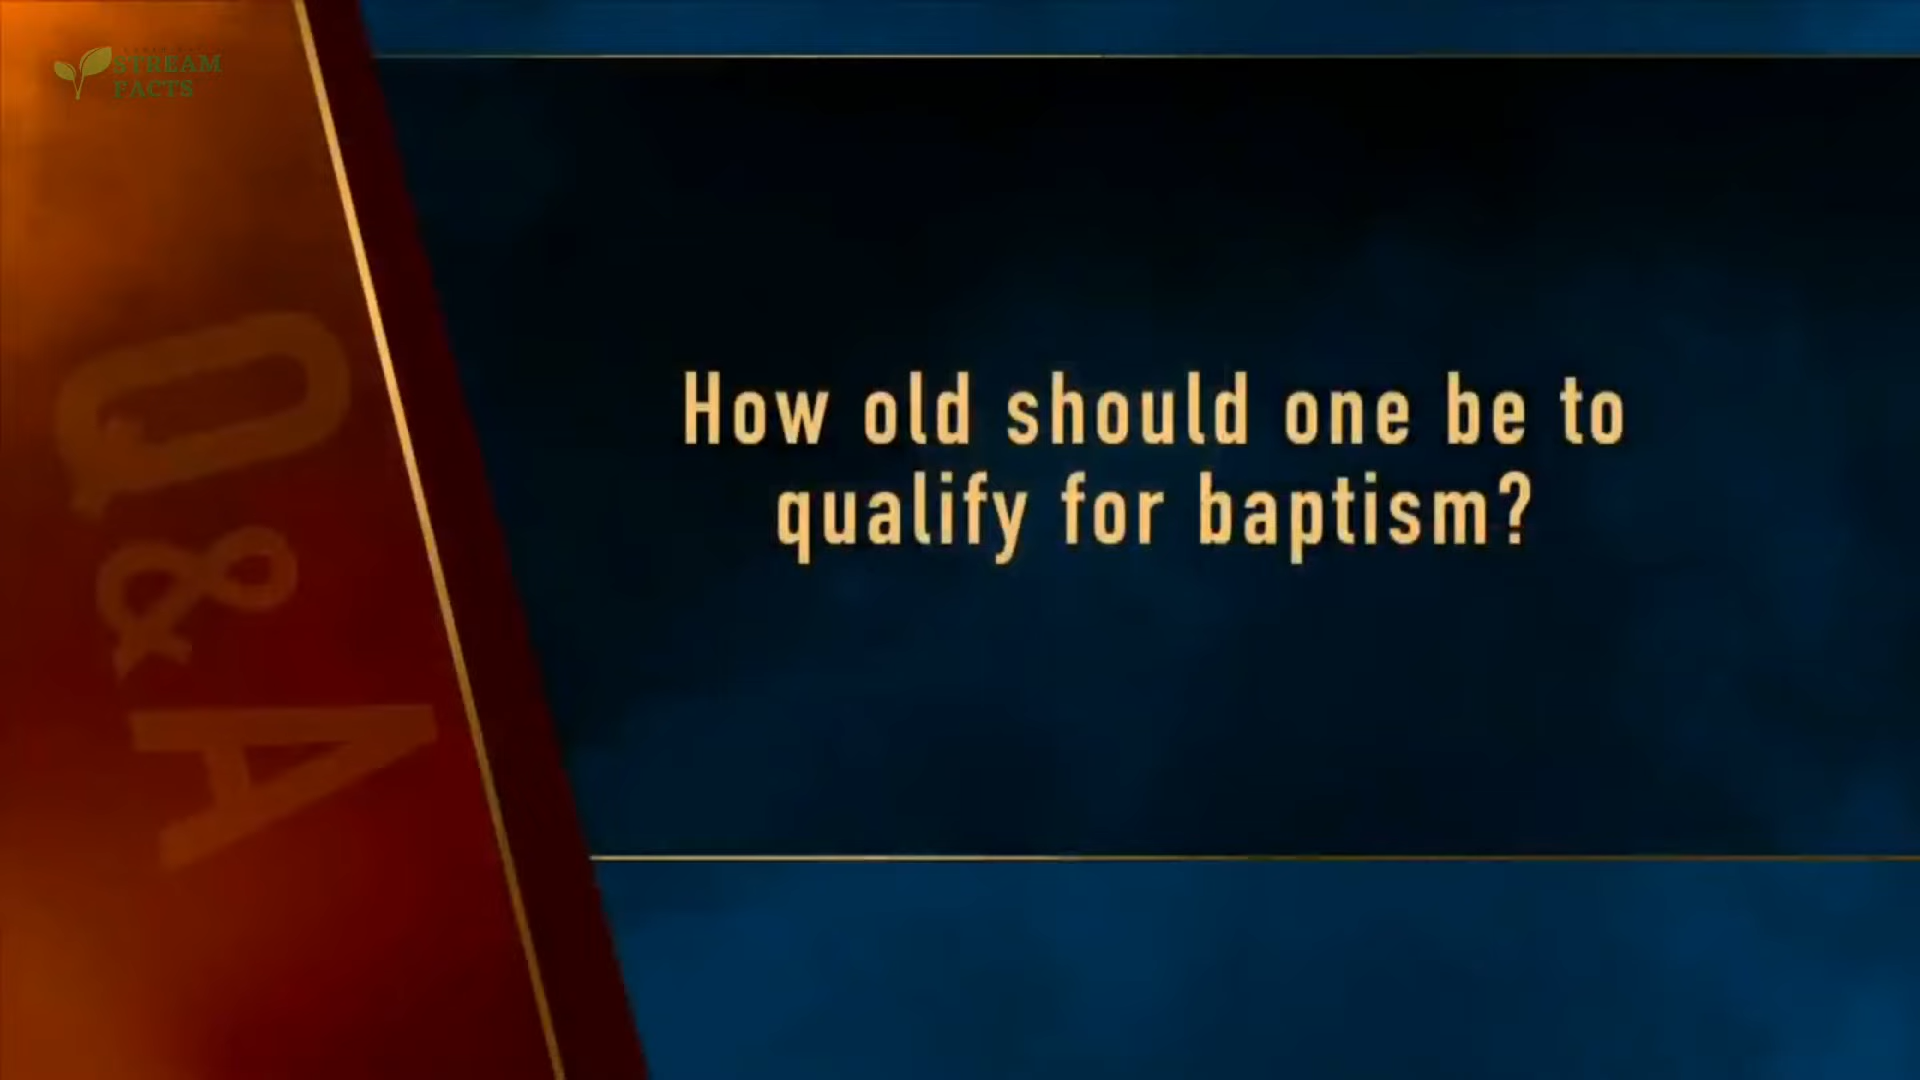 STREAM
FACTS
Q&A
How old should one be to
qualify for baptism?